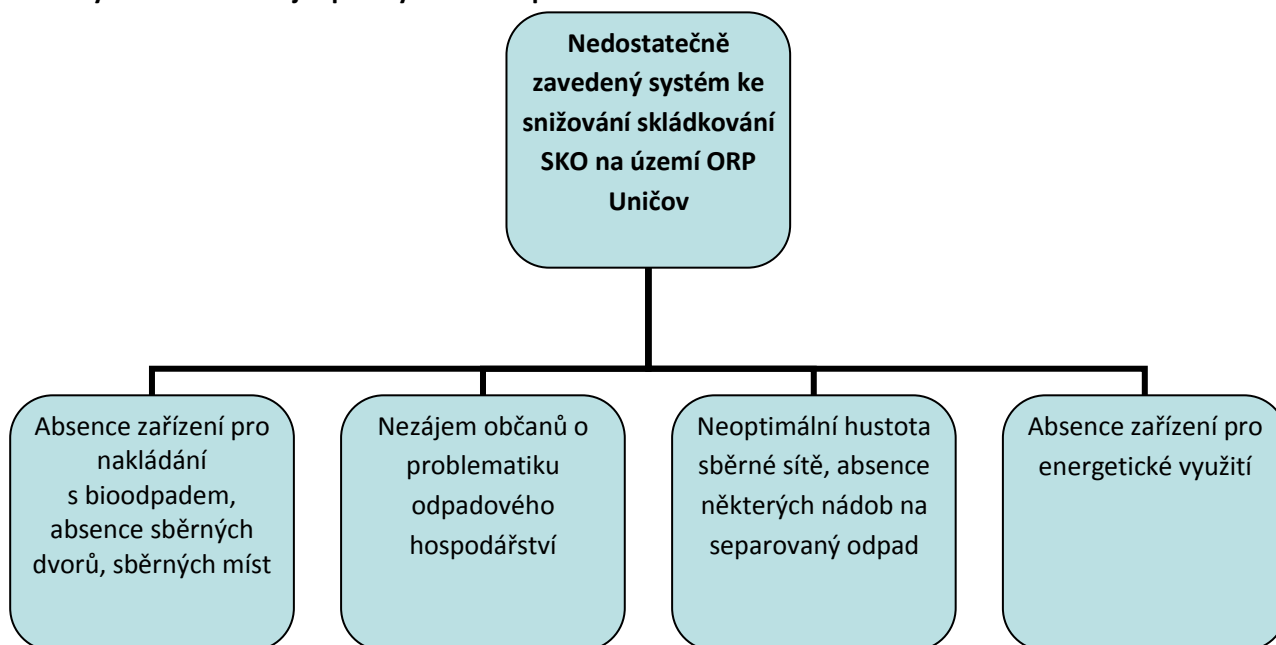 Nedostatečně
zavedený systém ke
snižování skládkování
SKO na území ORP
Uničov
Absence zařízení pro
nakládání
s bioodpadem,
absence sběrných
dvorů, sběrných míst
Nezájem občanů o
problematiku
odpadového
hospodářství
Neoptimální hustota
sběrné sítě, absence
některých nádob na
separovaný odpad
Absence zařízení pro
energetické využití